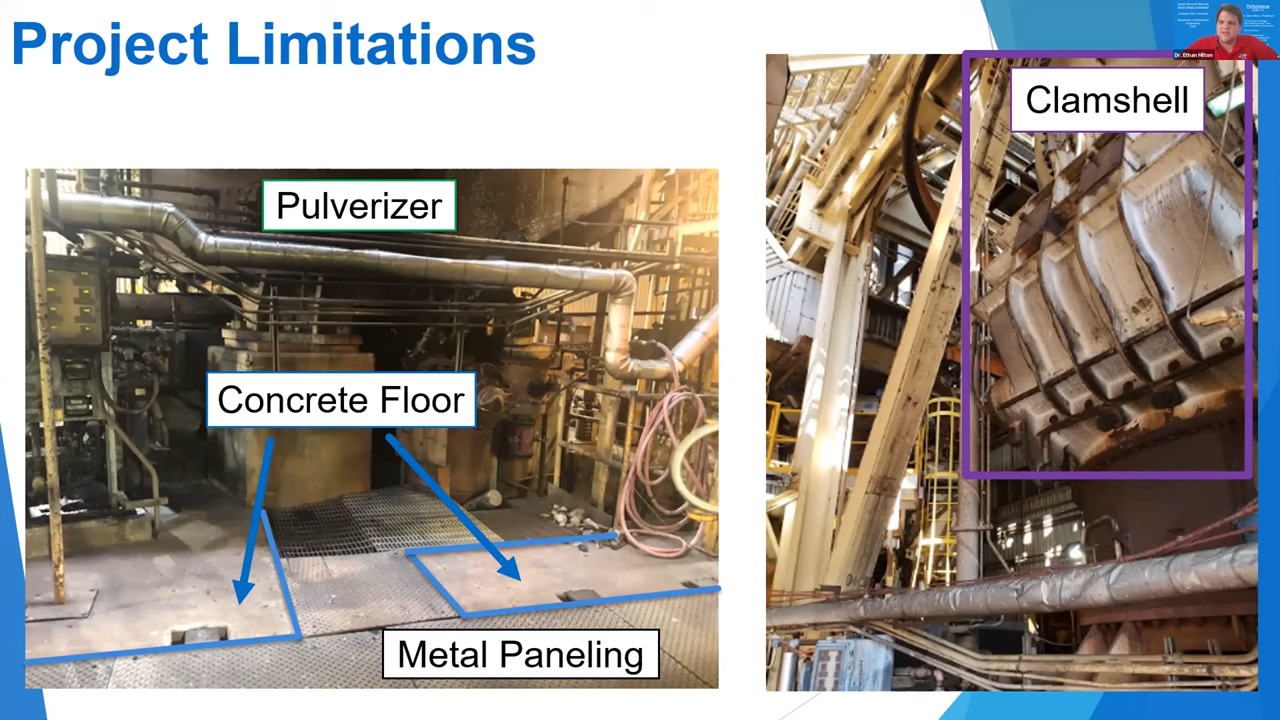 Project Limitations
Clamshell
Pulverizer
Concrete Floor
Metal Paneling
Dr. Ethan Hilton